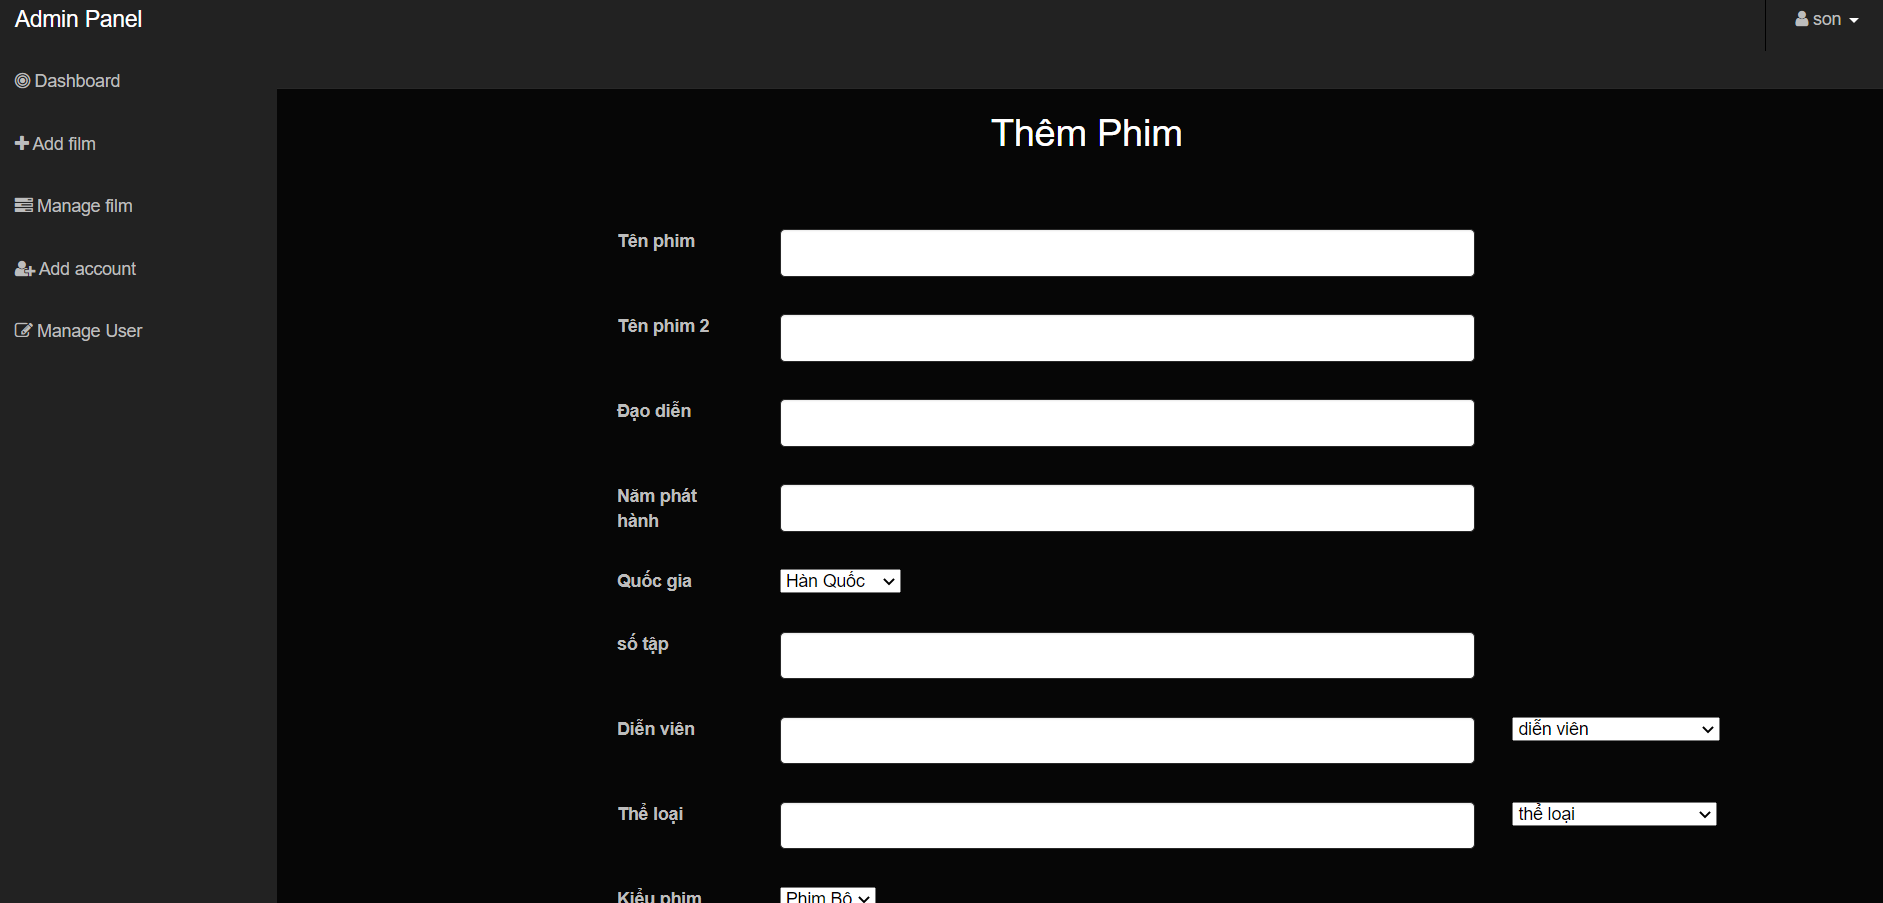 Admin Panel
son
Dashboard
Add film
Manage film
Add account
Manage User
Thêm Phim
Tên phim
Tên phim 2
Đạo diễn
Năm phát
hành
Quốc gia
Hàn Quốc
số tập
Diễn viên
diễn viên
Thể loại
thể loại
Kiểu phim
Phim Bộ